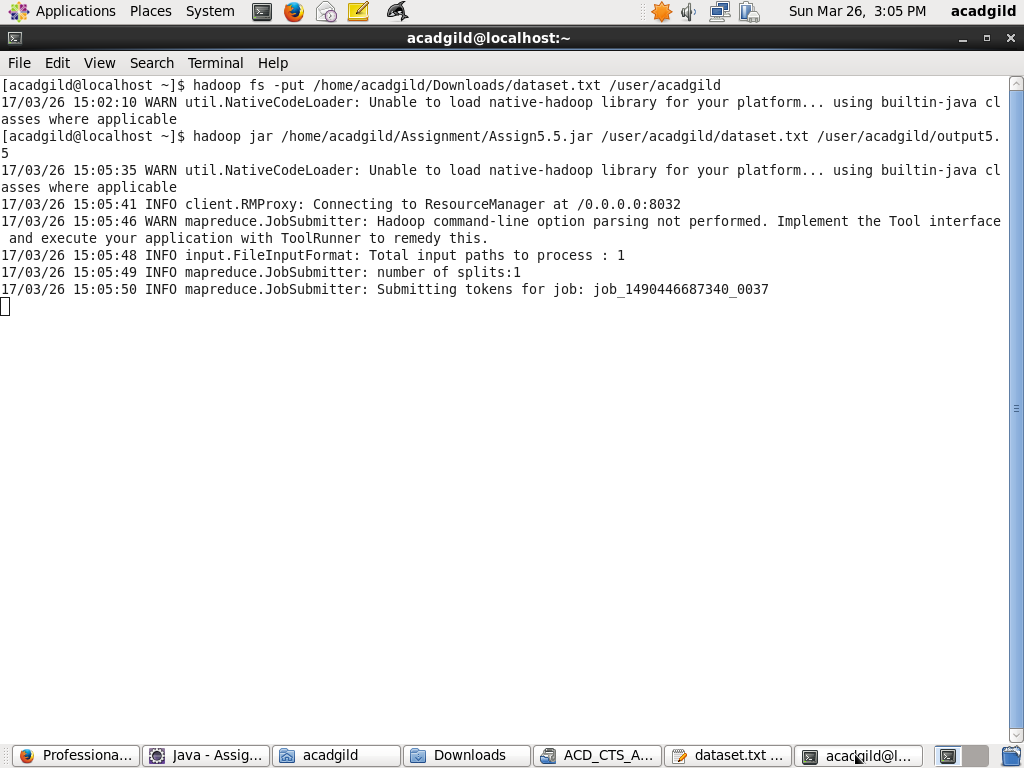 Applications Places System Sun Mar 26, 3:05 PM acadgild
acadgild@localhost:~
File Edit View Search Terminal Help
[acadgild@localhost ~]$ hadoop fs -put /home/acadgild/Downloads/dataset.txt /user/acadgild
17/03/26 15:02:10 WARN util.NativeCodeLoader: Unable to load native-hadoop library for your platform... using builtin-java cl
asses where applicable
[acadgild@localhost ~]$ hadoop jar /home/acadgild/Assignment/Assign5.5.jar /user/acadgild/dataset.txt /user/acadgild/output5.
5
17/03/26 15:05:35 WARN util.NativeCodeLoader: Unable to load native-hadoop library for your platform... using builtin-java cl
asses where applicable
17/03/26 15:05:41 INFO client.RMProxy: Connecting to ResourceManager at /0.0.0.0:8032
17/03/26 15:05:46 WARN mapreduce.JobSubmitter: Hadoop command-line option parsing not performed. Implement the Tool interface
 and execute your application with ToolRunner to remedy this.
17/03/26 15:05:48 INFO input.FileInputFormat: Total input paths to process : 1
17/03/26 15:05:49 INFO mapreduce.JobSubmitter: number of splits:1
17/03/26 15:05:50 INFO mapreduce.JobSubmitter: Submitting tokens for job: job_1490446687340_0037
Professiona... Java - Assig... acadgild Downloads ACD_CTS_A... dataset.txt ... acadgild@l...